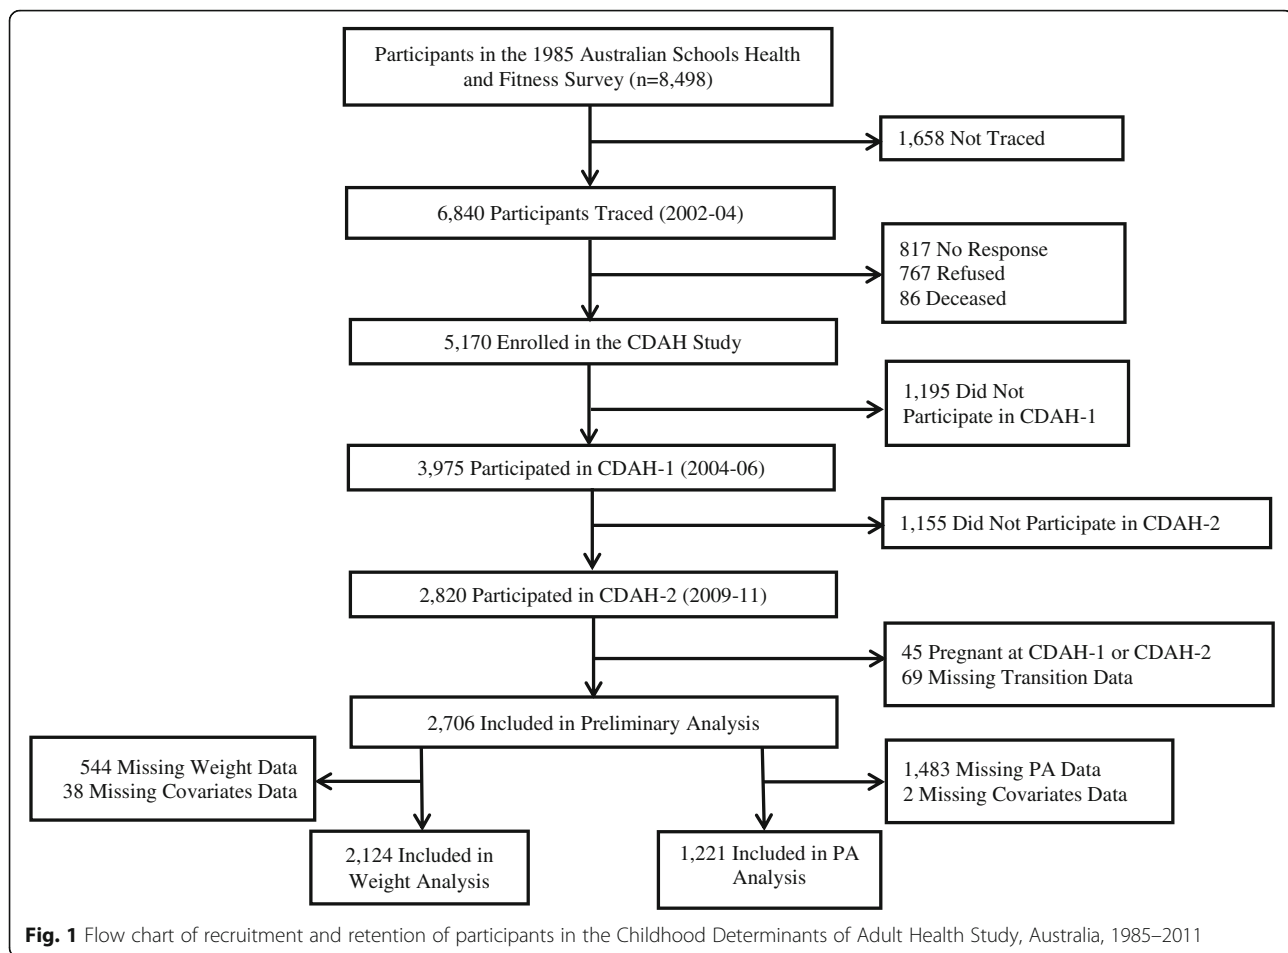 Participants in the 1985 Australian Schools Health
and Fitness Survey (n=8,498)
1,658 Not Traced
6,840 Participants Traced (2002-04)
817 No Response
767 Refused
86 Deceased
5,170 Enrolled in the CDAH Study
1,195 Did Not
Participate in CDAH-1
3,975 Participated in CDAH-1 (2004-06)
1,155 Did Not Participate in CDAH-2
2,820 Participated in CDAH-2 (2009-11)
45 Pregnant at CDAH-1 or CDAH-2
69 Missing Transition Data
2,706 Included in Preliminary Analysis
544 Missing Weight Data
38 Missing Covariates Data
1,483 Missing PA Data
2 Missing Covariates Data
2,124 Included in
Weight Analysis
1,221 Included in PA
Analysis
Fig. 1 Flow chart of recruitment and retention of participants in the Childhood Determinants of Adult Health Study, Australia, 1985–2011